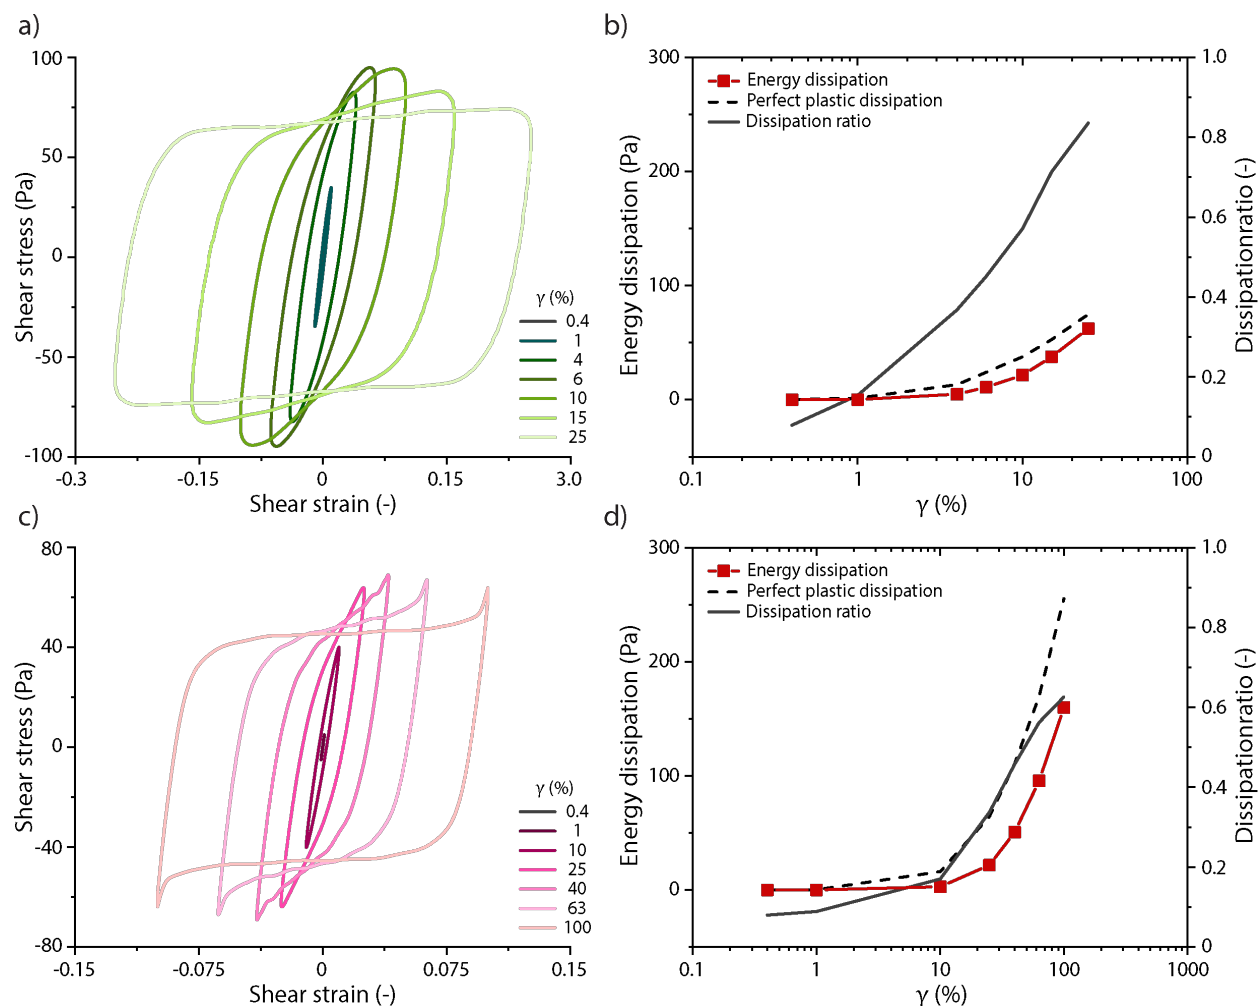 a)
100
50
0
-50
-100
Shear stress (Pa)
-0.3
-0.15
0
0.15
3.0
Shear strain (-)
γ (%)
0.4
1
4
6
10
15
25
b)
300
200
100
0
Energy dissipation (Pa)
Energy dissipation
Perfect plastic dissipation
Dissipation ratio
1.0
0.8
0.6
0.4
0.2
0
Dissipationratio (-)
0.1
1
10
100
γ (%)
c)
80
40
0
-40
-80
Shear stress (Pa)
-0.15
-0.075
0
0.075
0.15
Shear strain (-)
γ (%)
0.4
1
10
25
40
63
100
d)
300
200
100
0
Energy dissipation (Pa)
Energy dissipation
Perfect plastic dissipation
Dissipation ratio
1.0
0.8
0.6
0.4
0.2
0
Dissipationratio (-)
0.1
1
10
100
1000
γ (%)